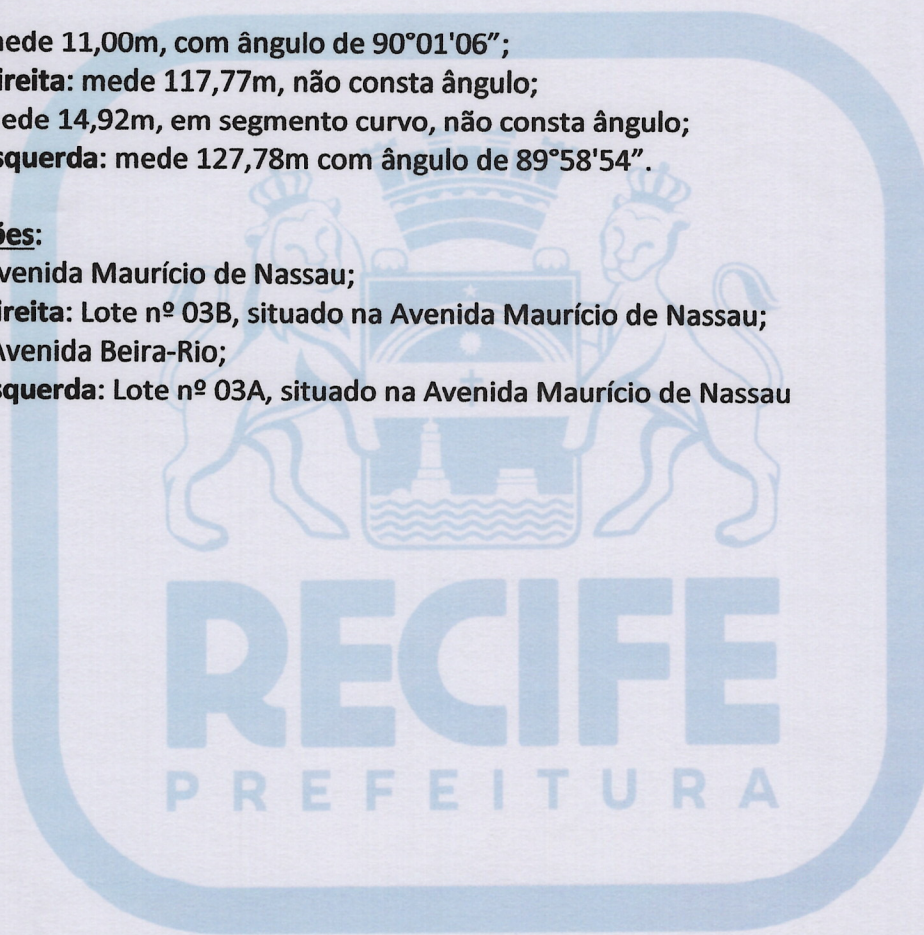 mede 11,00m, com ângulo de 90°01'06";
ireita: mede 117,77m, não consta ângulo;
ede 14,92m, em segmento curvo, não consta ângulo;
squerda: mede 127,78m com ângulo de 89°58'54".
ões:
venida Maurício de Nassau;
ireita: Lote nº 03B, situado na Avenida Maurício de Nassau;
Avenida Beira-Rio;
squerda: Lote nº 03A, situado na Avenida Maurício de Nassau
RECIFE
PREFEITURA